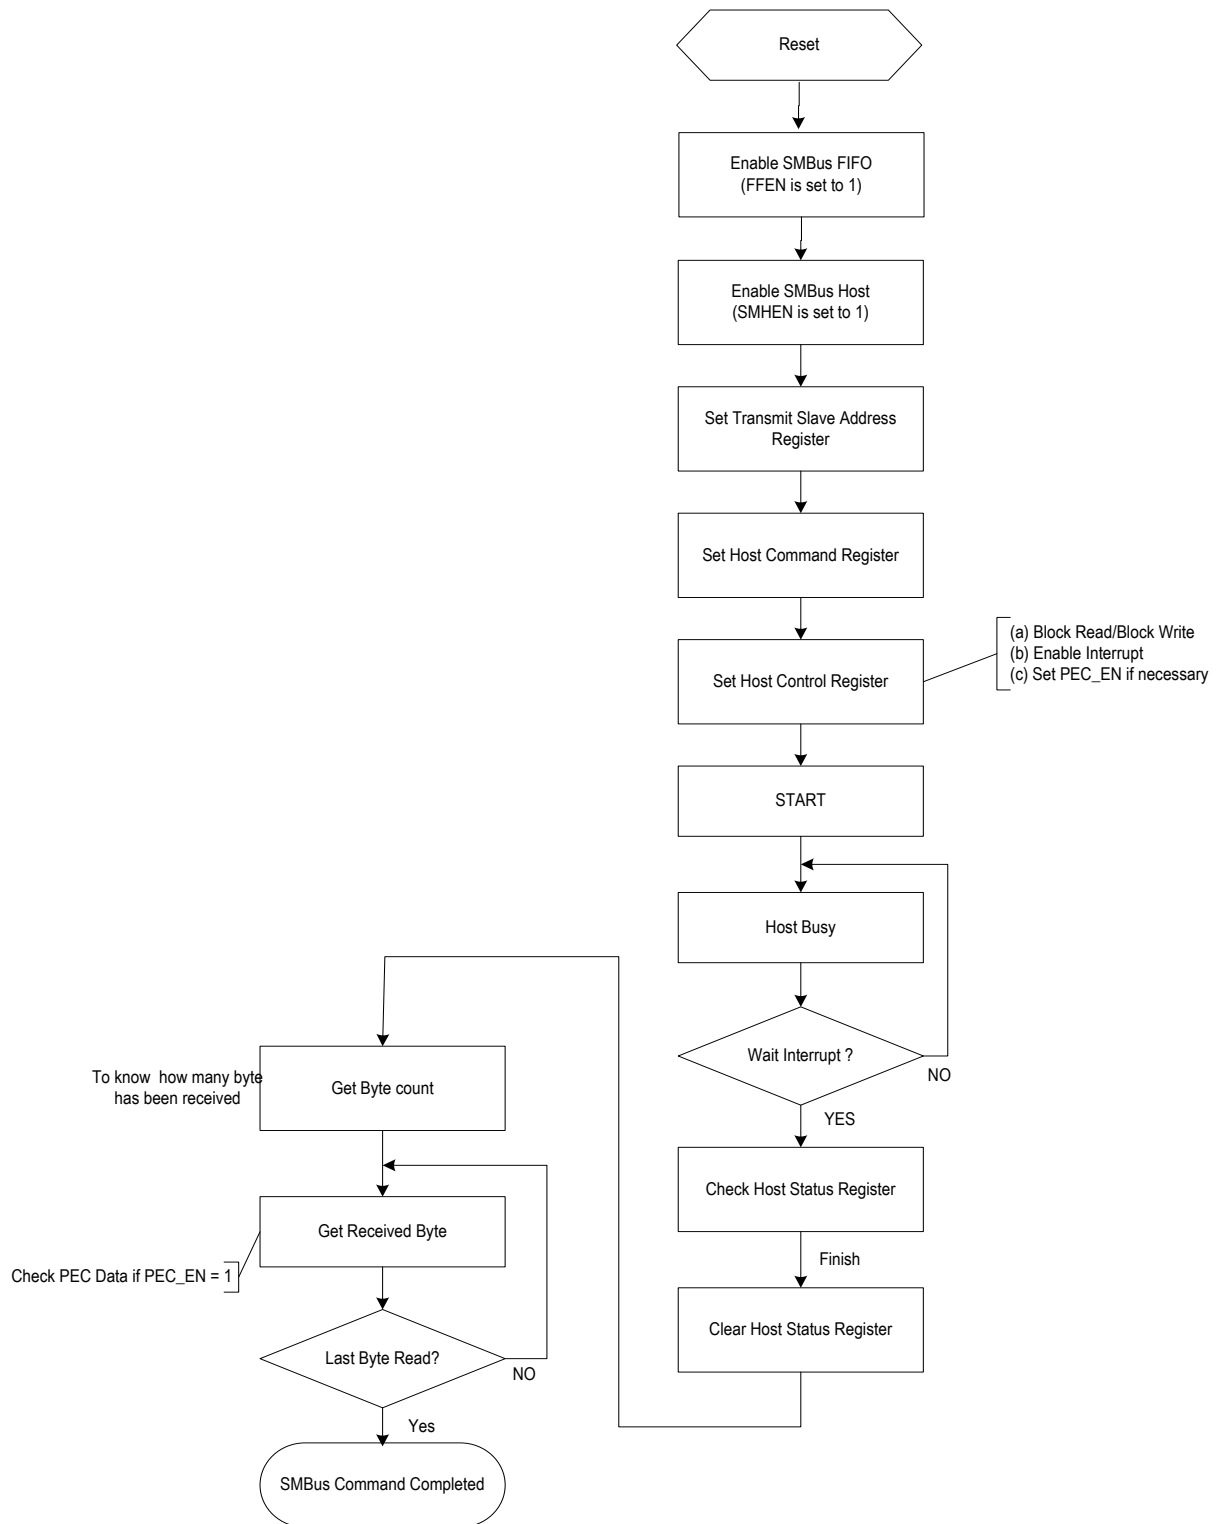 Reset
Enable SMBus FIFO
(FFEN is set to 1)
Enable SMBus Host
(SMHEN is set to 1)
Set Transmit Slave Address
Register
Set Host Command Register
Set Host Control Register
(a) Block Read/Block Write
(b) Enable Interrupt
(c) Set PEC_EN if necessary
START
Host Busy
Wait Interrupt ?
NO
YES
Check Host Status Register
Finish
Clear Host Status Register
To know how many byte
has been received
Get Byte count
Get Received Byte
Check PEC Data if PEC_EN = 1
Last Byte Read?
NO
Yes
SMBus Command Completed